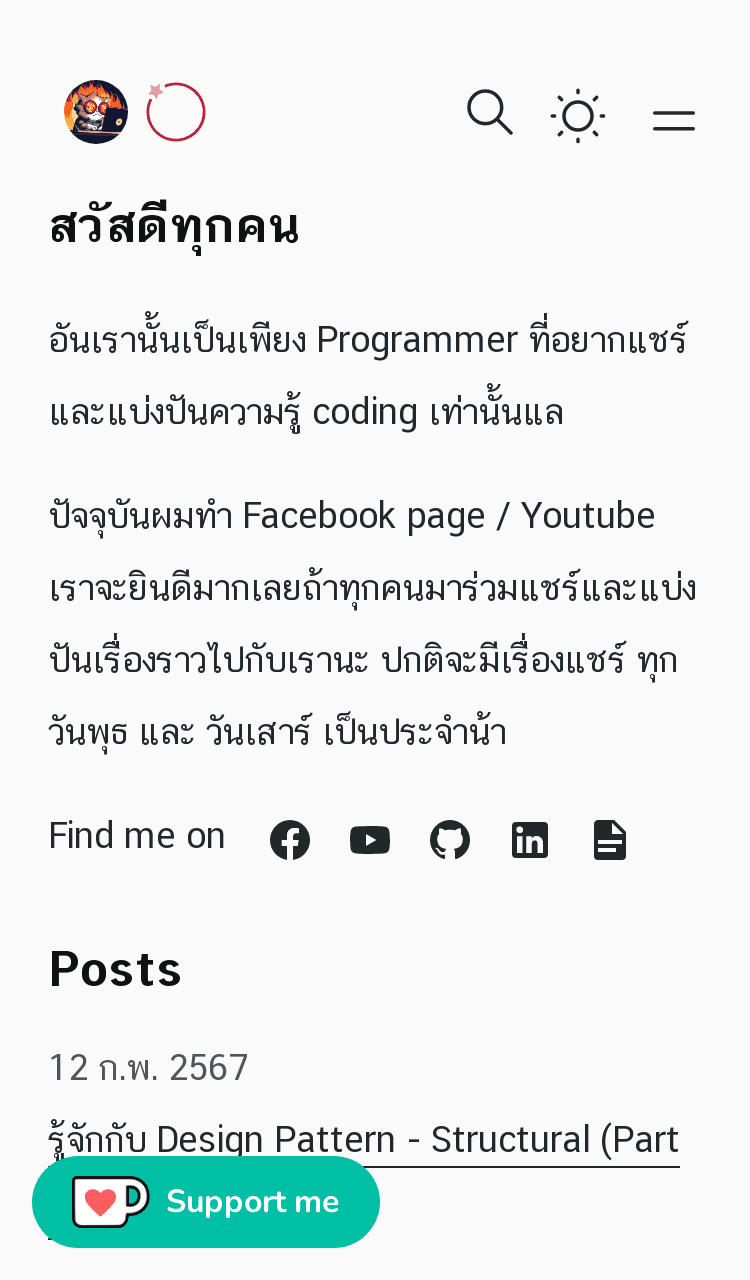 สวัสดีทุกคน
อันเรานั้นเป็นเพียง Programmer ที่อยากแชร์
และแบ่งปันความรู้ coding เท่านั้นแล
ปัจจุบันผมทำ Facebook page / Youtube
เราจะยินดีมากเลยถ้าทุกคนมาร่วมแชร์และแบ่ง
ปันเรื่องราวไปกับเรานะ ปกติจะมีเรื่องแชร์ ทุก
วันพุธ และ วันเสาร์ เป็นประจำน้า
Find me on
Posts
12 ก.พ. 2567
รู้จักกับ Design Pattern - Structural (Part
Support me